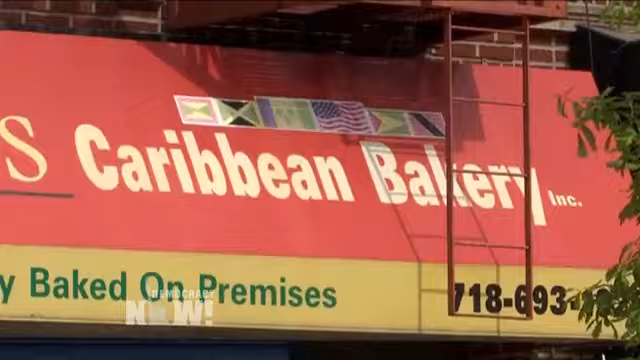 s Caribbean Bakery Inc.
y Baked On Premises 718-693-
DEMOCRACY
NOW!